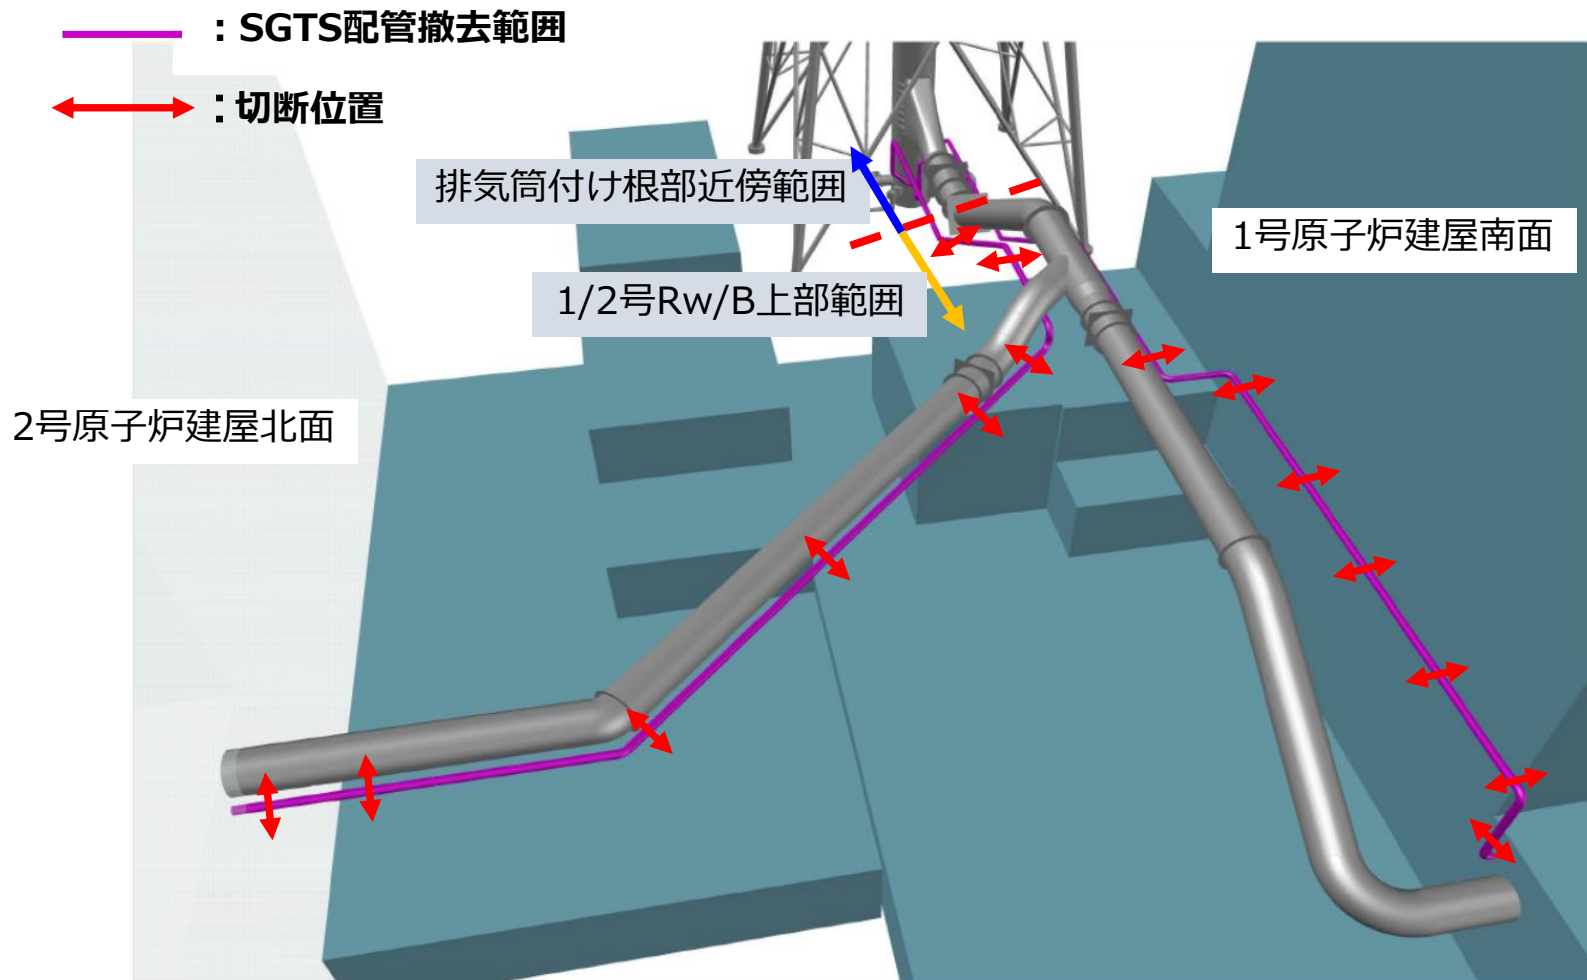 ：SGTS配管撤去範囲
：切断位置
排気筒付け根部近傍範囲
1号原子炉建屋南面
1/2号Rw/B上部範囲
2号原子炉建屋北面